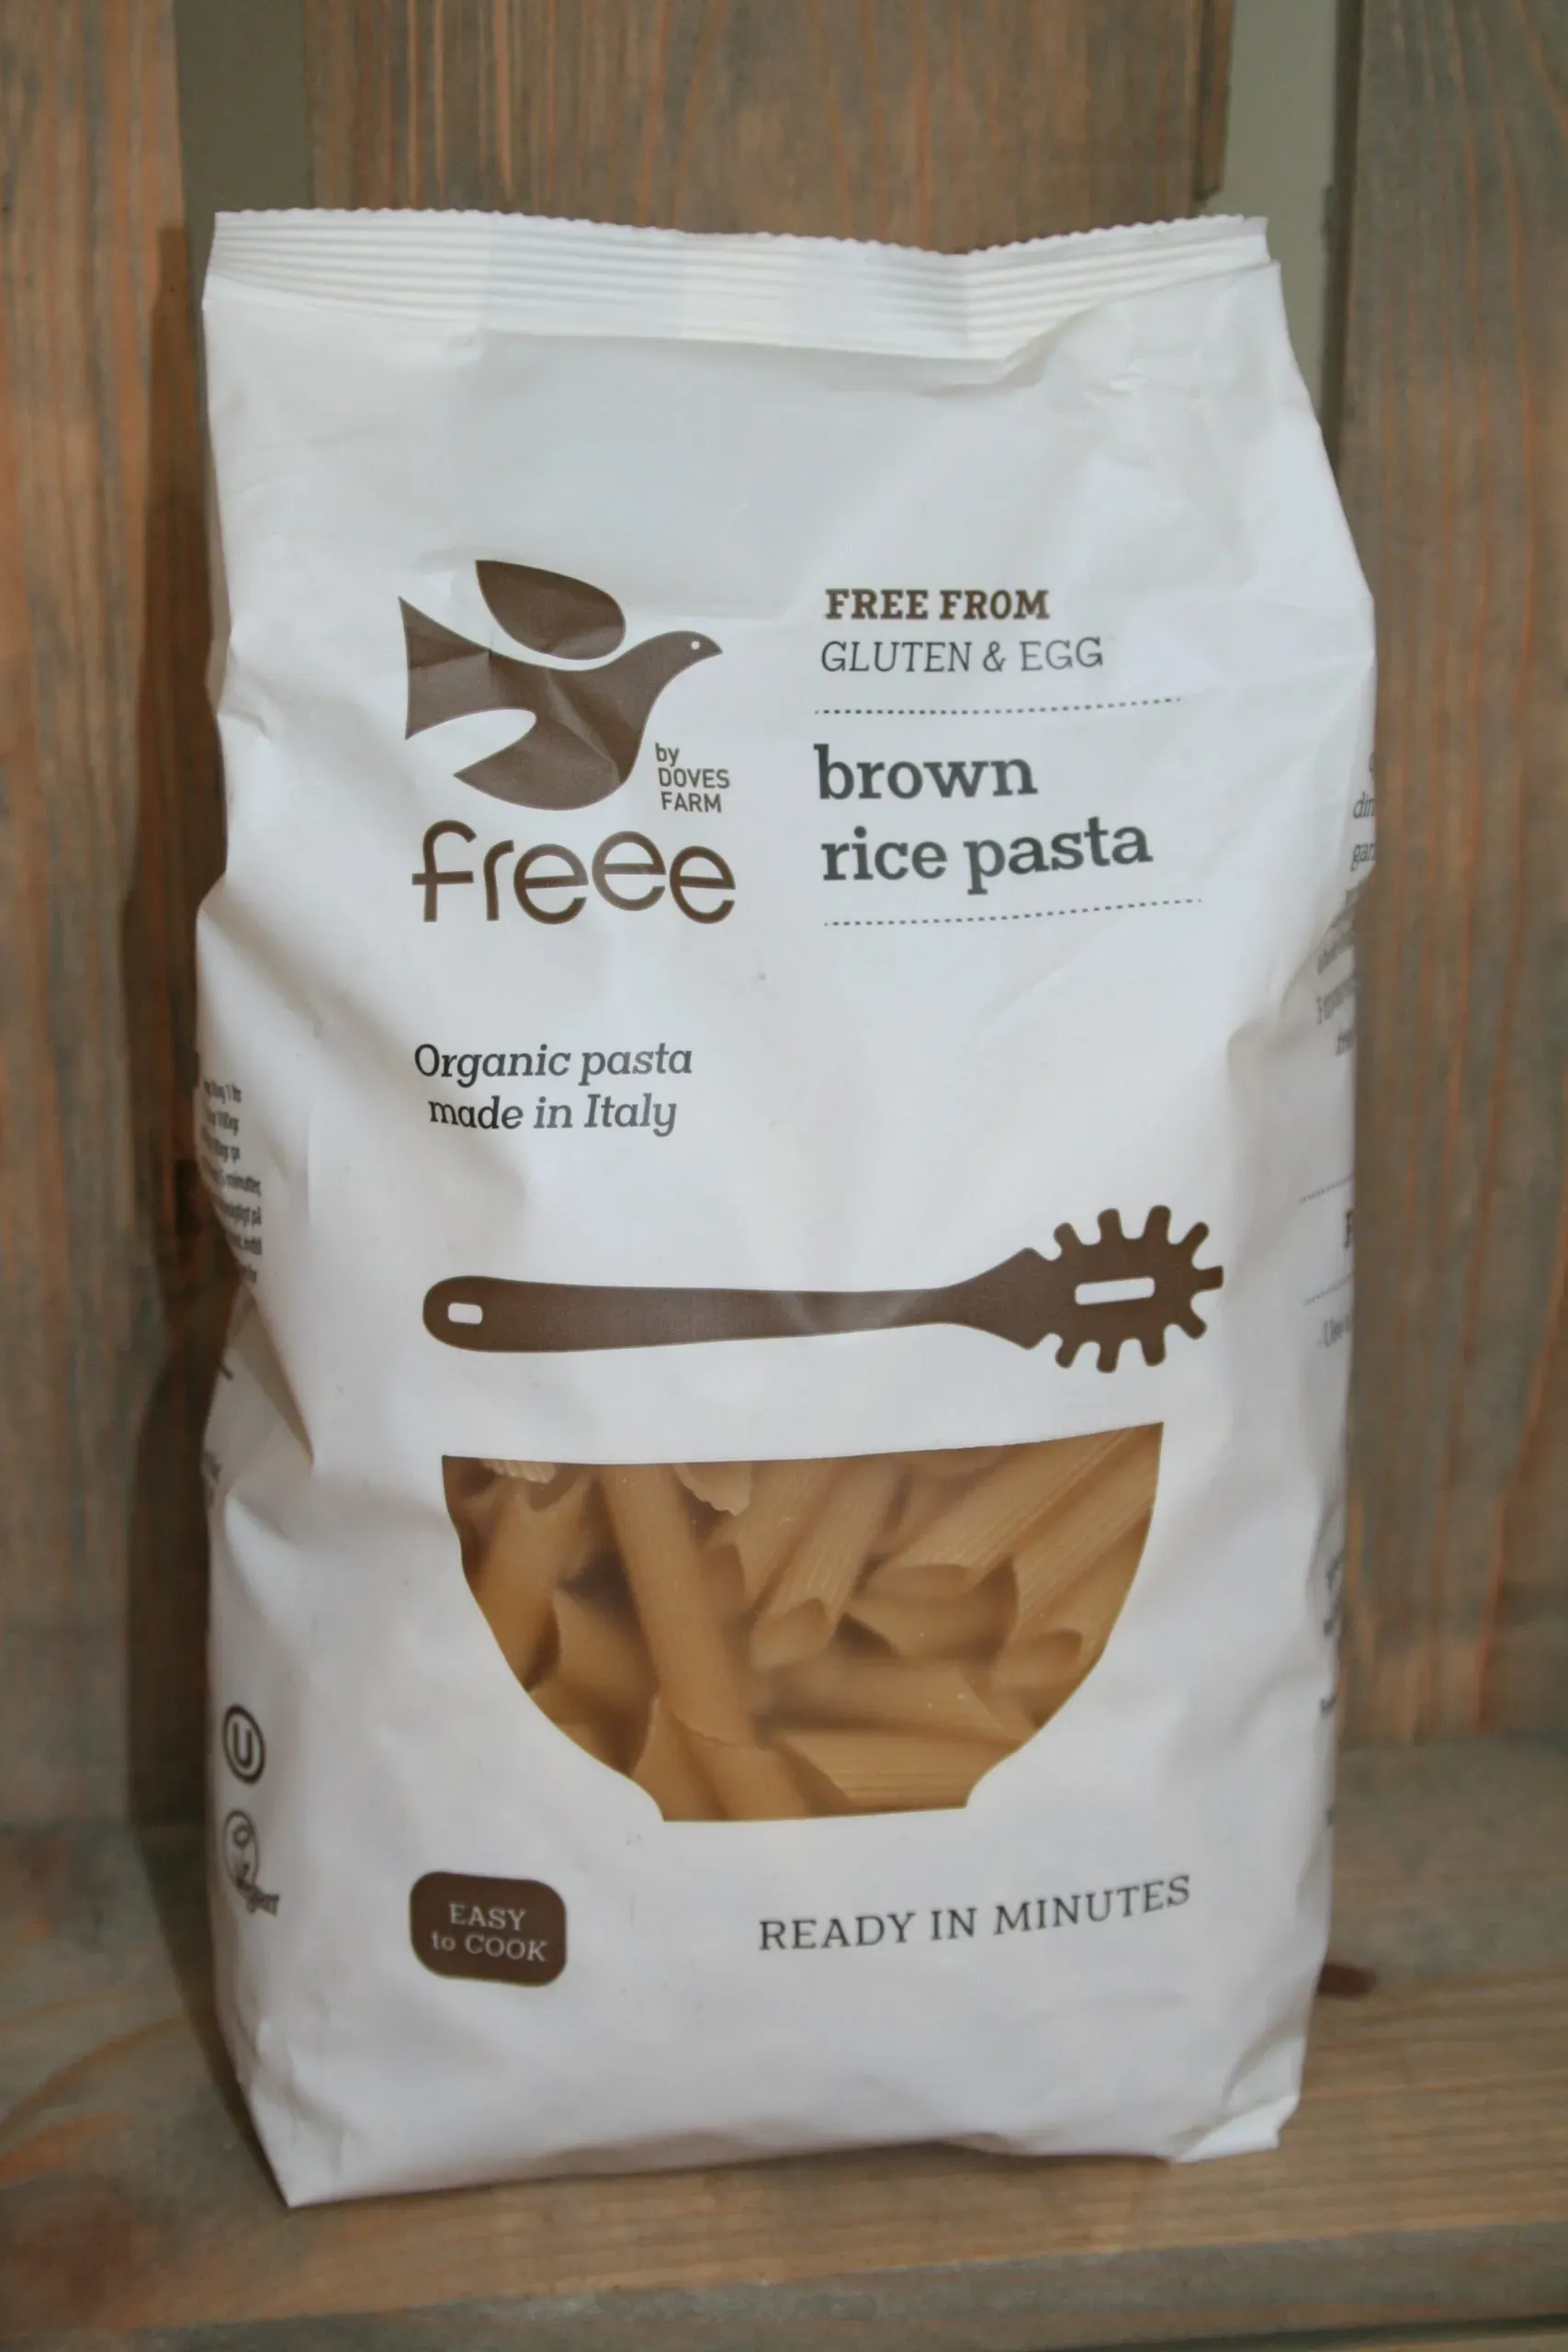 FREE FROM
GLUTEN & EGG
brown
rice pasta
by
DOVES
FARM
freee
Organic pasta
made in Italy
U
EASY
to COOK
READY IN MINUTES